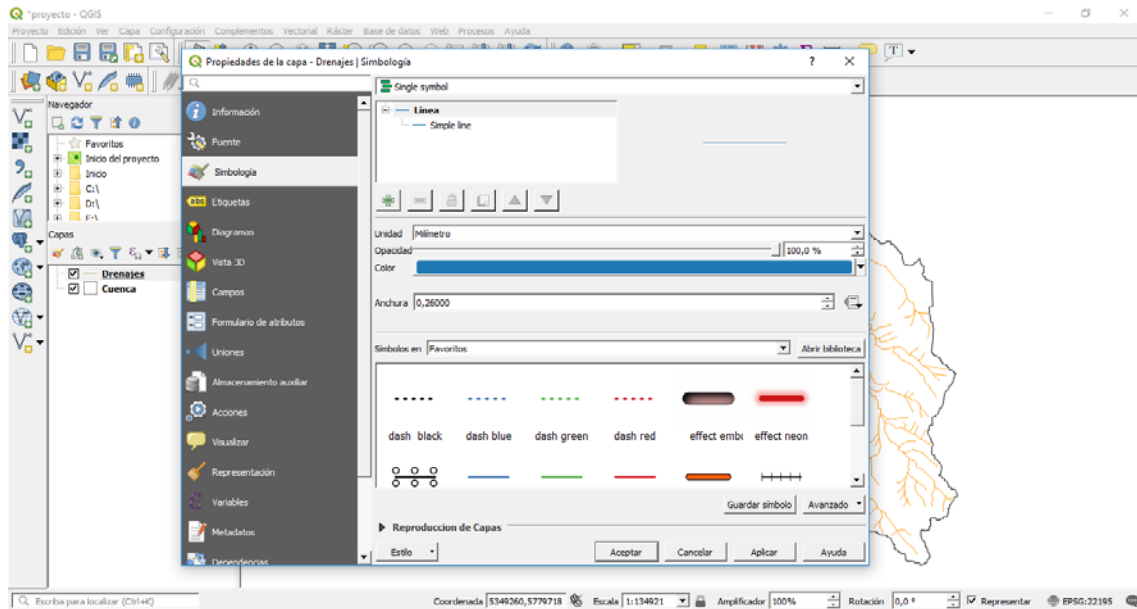 *proyecto - QGIS
Proyecto Edición Ver Capa Configuración Complementos Vectorial Ráster Base de datos Web Procesos Ayuda
Propiedades de la capa - Drenajes | Simbología
Single symbol
Navegador
Favoritos
Inicio del proyecto
Inicio
C:\
D:\
Capas
Drenajes
Cuenca
Información
Fuente
Simbología
abc Etiquetas
Diagramas
Vista 3D
Campos
Formulario de atributos
Uniones
Almacenamiento auxiliar
Acciones
Visualizar
Representación
Variables
Metadatos
Dependencias
Línea
Simple line
Unidad Milímetro
Opacidad 100,0 %
Color
Anchura 0,26000
Símbolos en Favoritos Abrir biblioteca
dash black dash blue dash green dash red effect embo effect neon
Guardar símbolo Avanzado
Reproduccion de Capas
Estilo Aceptar Cancelar Aplicar Ayuda
Escriba para localizar (Ctrl+K) Coordenada 5349260,5779718 Escala 1:134921 Amplificador 100% Rotación 0,0 ° Representar EPSG:22195